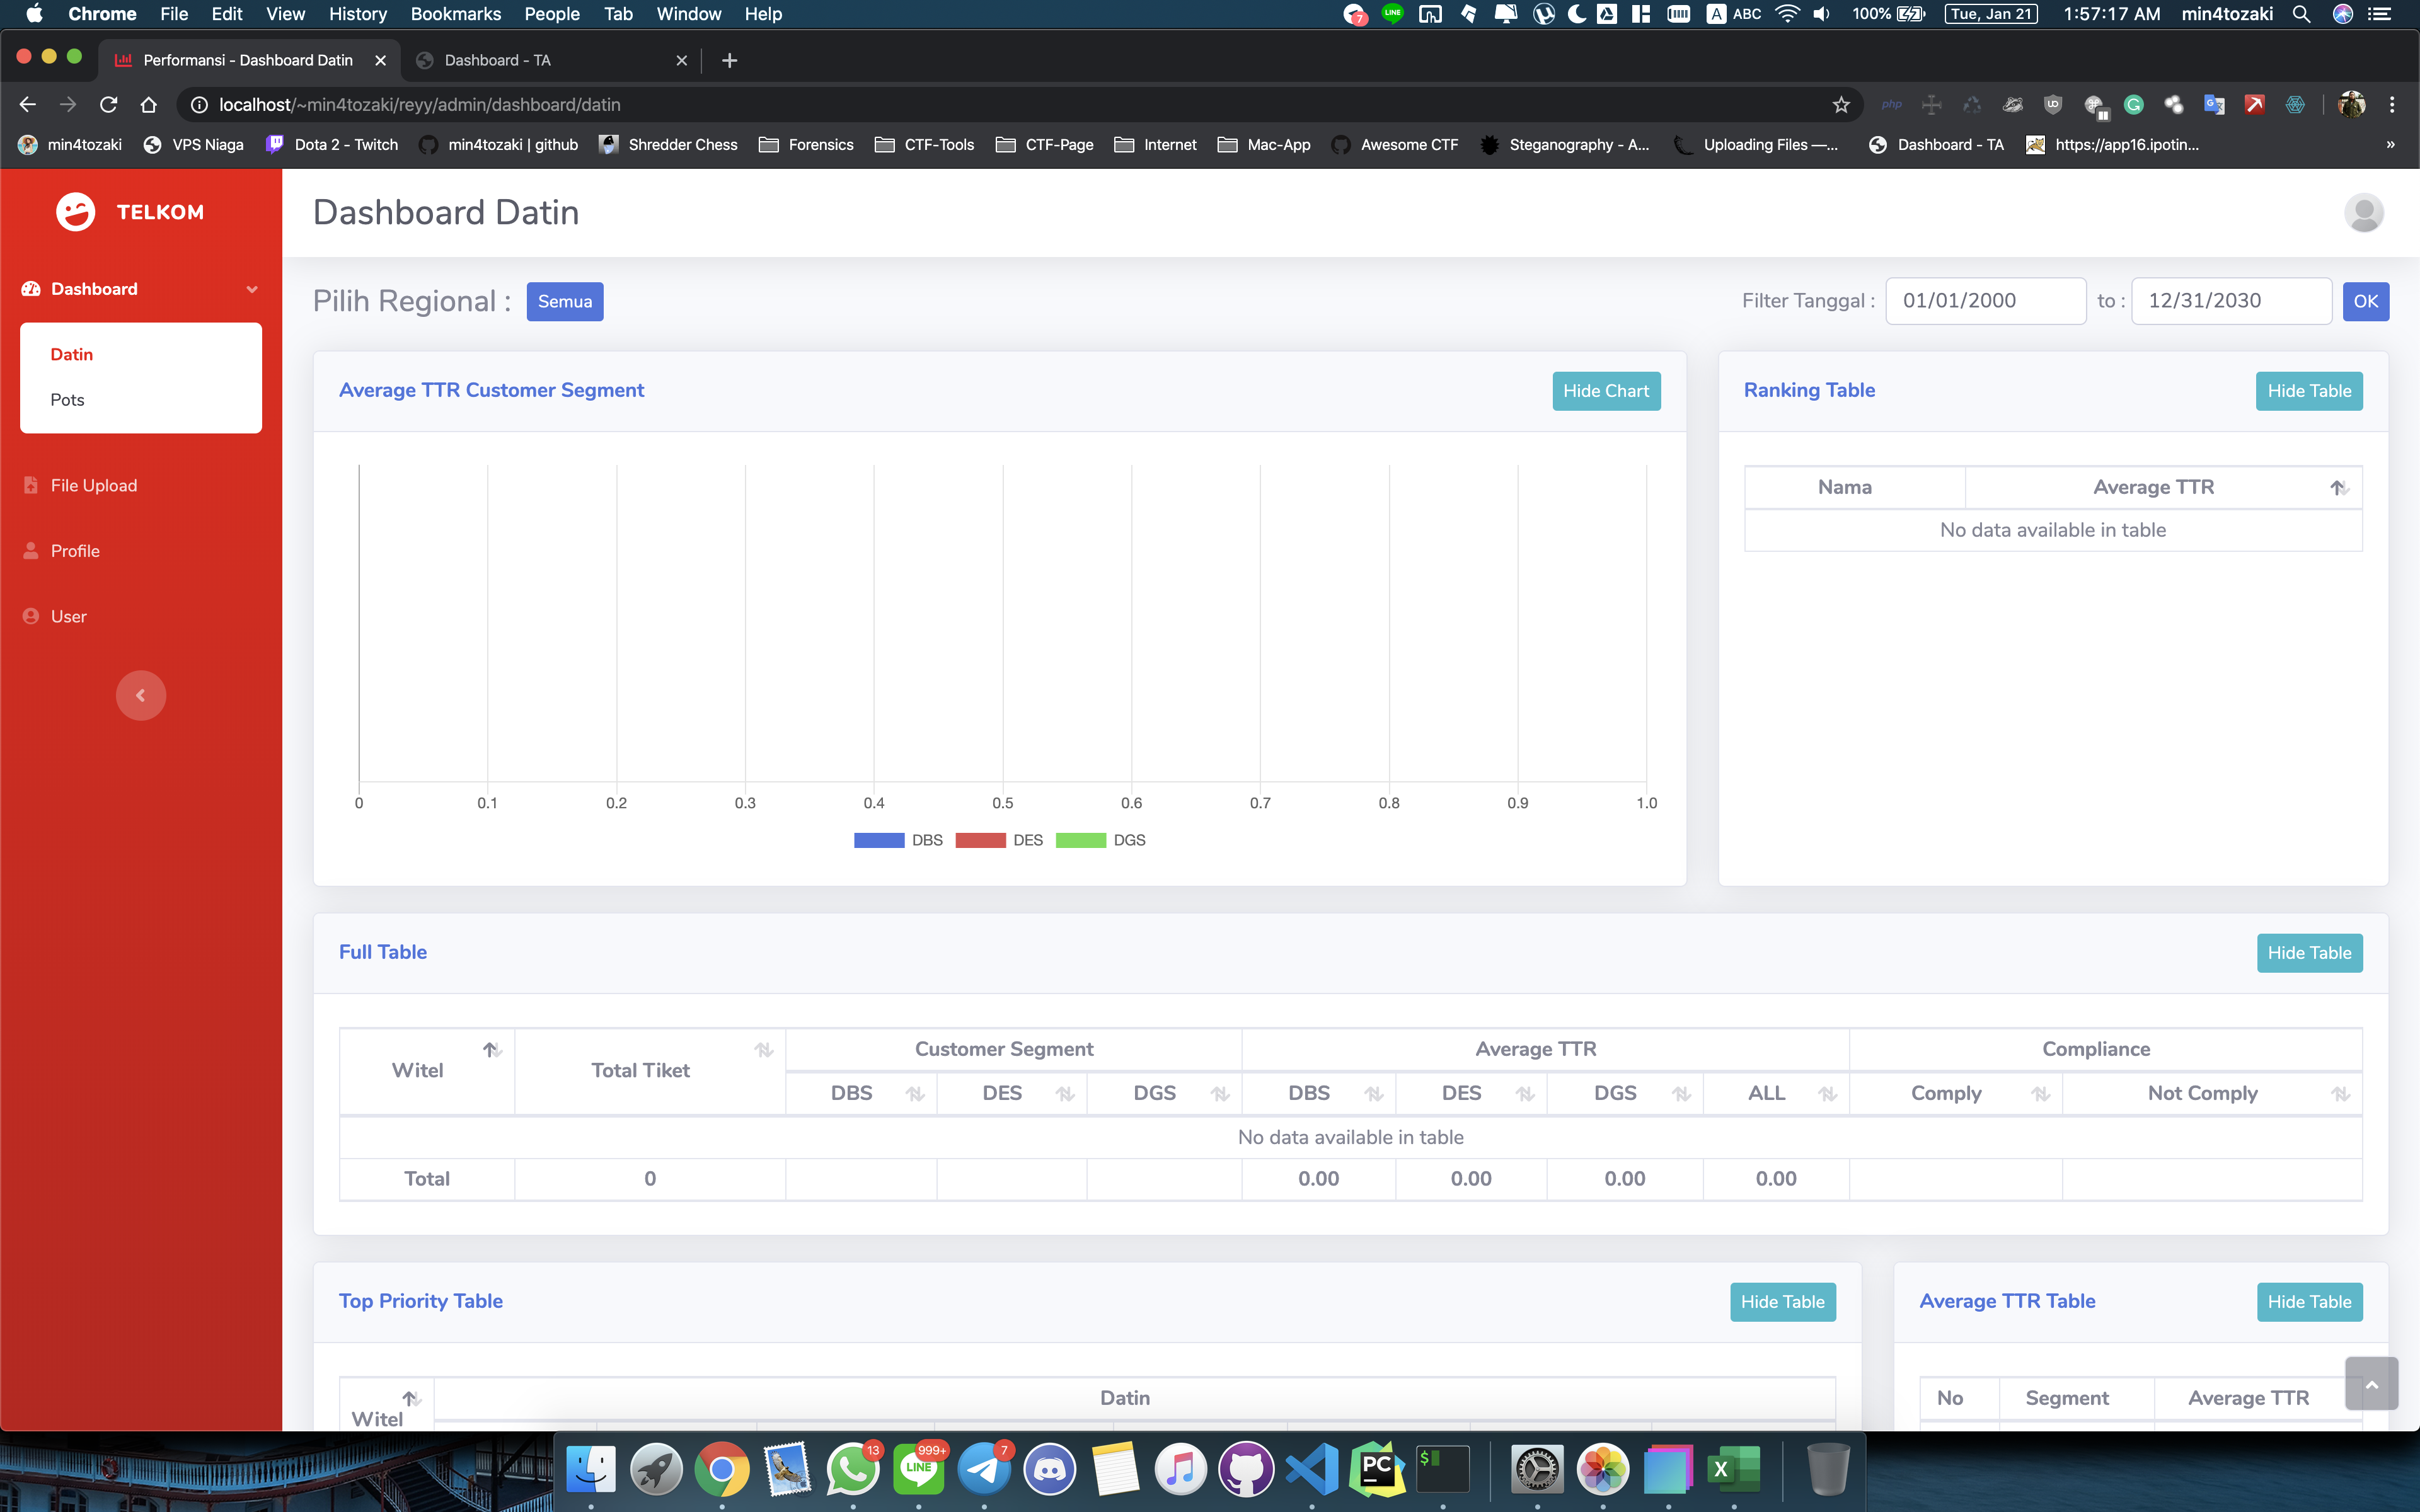 Chrome File Edit View History Bookmarks People Tab Window Help 7 LINE A ABC 100% Tue, Jan 21 1:57:17 AM min4tozaki
Performansi - Dashboard Datin Dashboard - TA
localhost/~min4tozaki/reyy/admin/dashboard/datin php
min4tozaki VPS Niaga Dota 2 - Twitch min4tozaki | github Shredder Chess Forensics CTF-Tools CTF-Page Internet Mac-App Awesome CTF Steganography - A... Uploading Files —... Dashboard - TA https://app16.ipotin... »
TELKOM
Dashboard
Datin
Pots
File Upload
Profile
User
Dashboard Datin
Pilih Regional : Semua
Filter Tanggal : 01/01/2000 to : 12/31/2030 OK
Average TTR Customer Segment Hide Chart
0 0.1 0.2 0.3 0.4 0.5 0.6 0.7 0.8 0.9 1.0
DBS DES DGS
Ranking Table Hide Table
Nama Average TTR
No data available in table
Full Table Hide Table
Witel Total Tiket Customer Segment Average TTR Compliance
DBS DES DGS DBS DES DGS ALL Comply Not Comply
No data available in table
Total 0 0.00 0.00 0.00 0.00
Top Priority Table Hide Table
Witel Datin
Average TTR Table Hide Table
No Segment Average TTR
13 999+ 7
LINE PC $ X